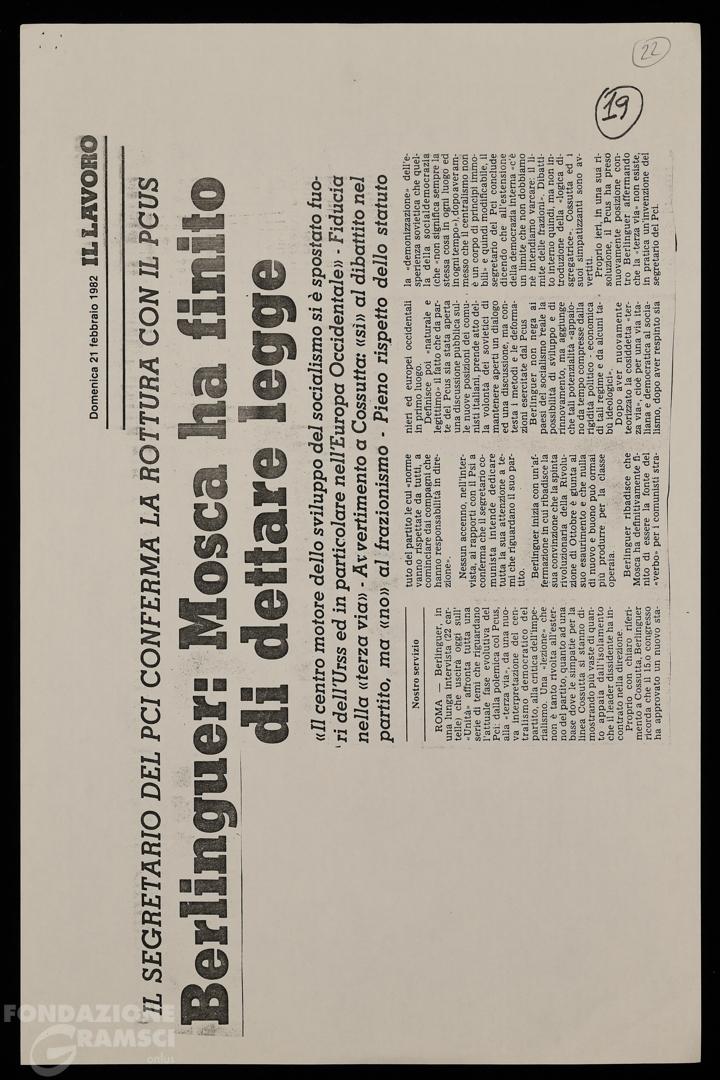 22
19
Domenica 21 febbraio 1982 IL LAVORO
IL SEGRETARIO DEL PCI CONFERMA LA ROTTURA CON IL PCUS
Berlinguer: Mosca ha finito
di dettare legge
«Il centro motore dello sviluppo del socialismo si è spostato fuo-
ri dell'Urss ed in particolare nell'Europa Occidentale» - Fiducia
nella «terza via» - Avvertimento a Cossutta: «sì» al dibattito nel
partito, ma «no» al frazionismo - Pieno rispetto dello statuto
Nostro servizio
ROMA — Berlinguer, in
una lunga intervista (22 car-
telle) che uscirà oggi sull'
«Unità» affronta tutta una
serie di temi che riguardano
l'attuale fase evolutiva del
Pci: dalla polemica col Pcus,
alla «terza via», da una nuo-
va interpretazione del cen-
tralismo democratico del
partito, alla critica dell'impe-
rialismo. Una «lezione» che
non è tanto rivolta all'ester-
no del partito, quanto ad una
base dove le simpatie per la
linea Cossutta si stanno di-
mostrando più vaste di quan-
to appaia dall'isolamento
che il leader dissidente ha in-
contrato nella direzione.
Proprio con chiaro riferi-
mento a Cossutta, Berlinguer
ricorda che il 15.o congresso
ha approvato un nuovo sta-
tuto del partito le cui «norme
vanno rispettate da tutti, a
cominciare dai compagni che
hanno responsabilità in dire-
zione».
Nessun accenno, nell'inter-
vista, ai rapporti con il Psi a
conferma che il segretario co-
munista intende dedicare
tutta la sua attenzione a te-
mi che riguardano il suo par-
tito.
Berlinguer inizia con un'af-
fermazione in cui ribadisce la
sua convinzione che la spinta
rivoluzionaria della Rivolu-
zione di Ottobre è giunta al
suo esaurimento e che nulla
di nuovo e buono può ormai
più produrre per la classe
operaia.
Berlinguer ribadisce che
Mosca ha definitivamente fi-
nito di essere la fonte del
«verbo» per i comunisti stra-
nieri ed europei occidentali
in primo luogo.
Definisce poi «naturale e
legittimo» il fatto che da par-
te del Pcus sia stata aperta
una discussione pubblica sul-
le nuove posizioni dei comu-
nisti italiani, prende atto del-
la volontà dei sovietici di
mantenere aperti un dialogo
ed una discussione, ma con-
testa i metodi e le deforma-
zioni esercitate dal Pcus
Berlinguer non nega ai
paesi del socialismo reale la
possibilità di sviluppo e di
rinnovamento, ma aggiunge
che tali potenzialità «appaio-
no da tempo compresse dalla
rigidità politico - economica
di tali regime e da alcuni ta-
bù ideologici».
Dopo aver nuovamente
teorizzato la cosiddetta «ter-
za via», cioè per una via ita-
liana e democratica al socia-
lismo, dopo aver respinto sia
la «demonizzazione» dell'e-
sperienza sovietica che quel-
la della socialdemocrazia
(che «non significa sempre la
stessa cosa in ogni luogo ed
in ogni tempo»), dopo aver am-
messo che il centralismo non
è un corpo di principi immo-
bili» e quindi modificabile, il
segretario del Pci conclude
dicendo che all'estensione
della democrazia interna «c'è
un limite che non dobbiamo
né intendiamo varcare: il li-
mite delle frazioni». Dibatti-
to interno quindi, ma non in-
troduzione della «logica di-
sgregatrice». Cossutta ed i
suoi simpatizzanti sono av-
vertiti.
Proprio ieri, in una sua ri-
soluzione, il Pcus ha preso
nuovamente posizione con-
tro Berlinguer affermando
che la «terza via» non esiste,
in pratica un'invenzione del
segretario del Pci.
FONDAZIONE
GRAMSCI
onlus